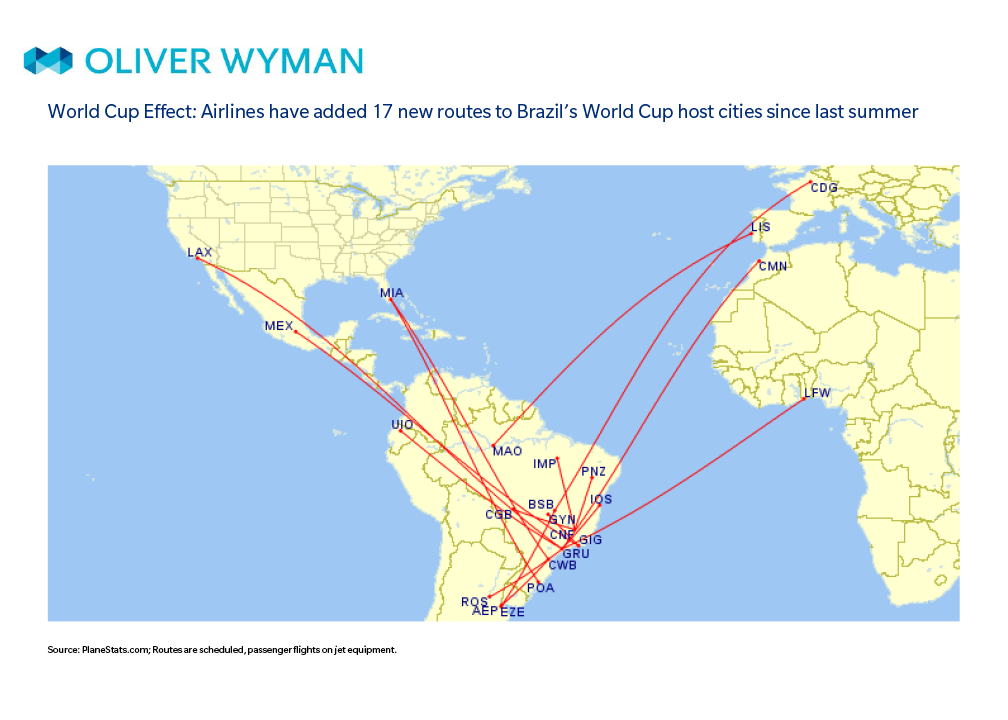 OLIVER WYMAN
World Cup Effect: Airlines have added 17 new routes to Brazil's World Cup host cities since last summer
CDG
LIS
LAX
CMN
MIA
MEX
LFW
UIO
MAO
IMP
PNZ
IOS
BSB
CGB
GYN
CNF
GIG
GRU
CWB
POA
ROS
AEP
EZE
Source: PlaneStats.com; Routes are scheduled, passenger flights on jet equipment.